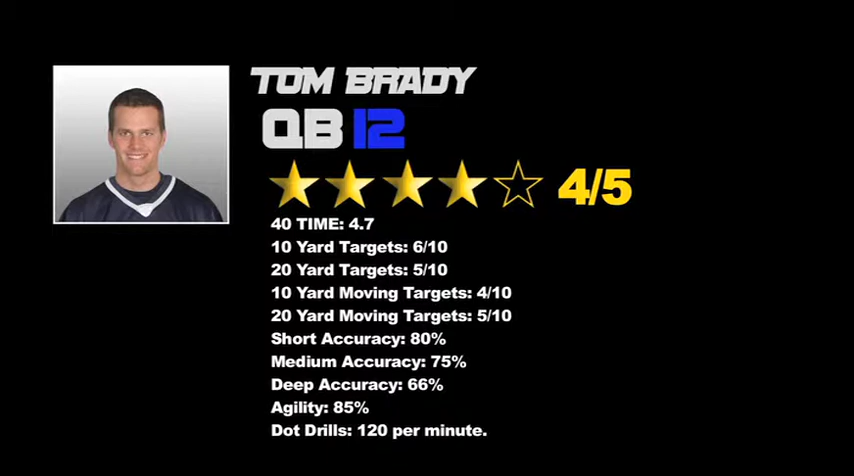 TOM BRADY
QB 12
4/5
40 TIME: 4.7
10 Yard Targets: 6/10
20 Yard Targets: 5/10
10 Yard Moving Targets: 4/10
20 Yard Moving Targets: 5/10
Short Accuracy: 80%
Medium Accuracy: 75%
Deep Accuracy: 66%
Agility: 85%
Dot Drills: 120 per minute.